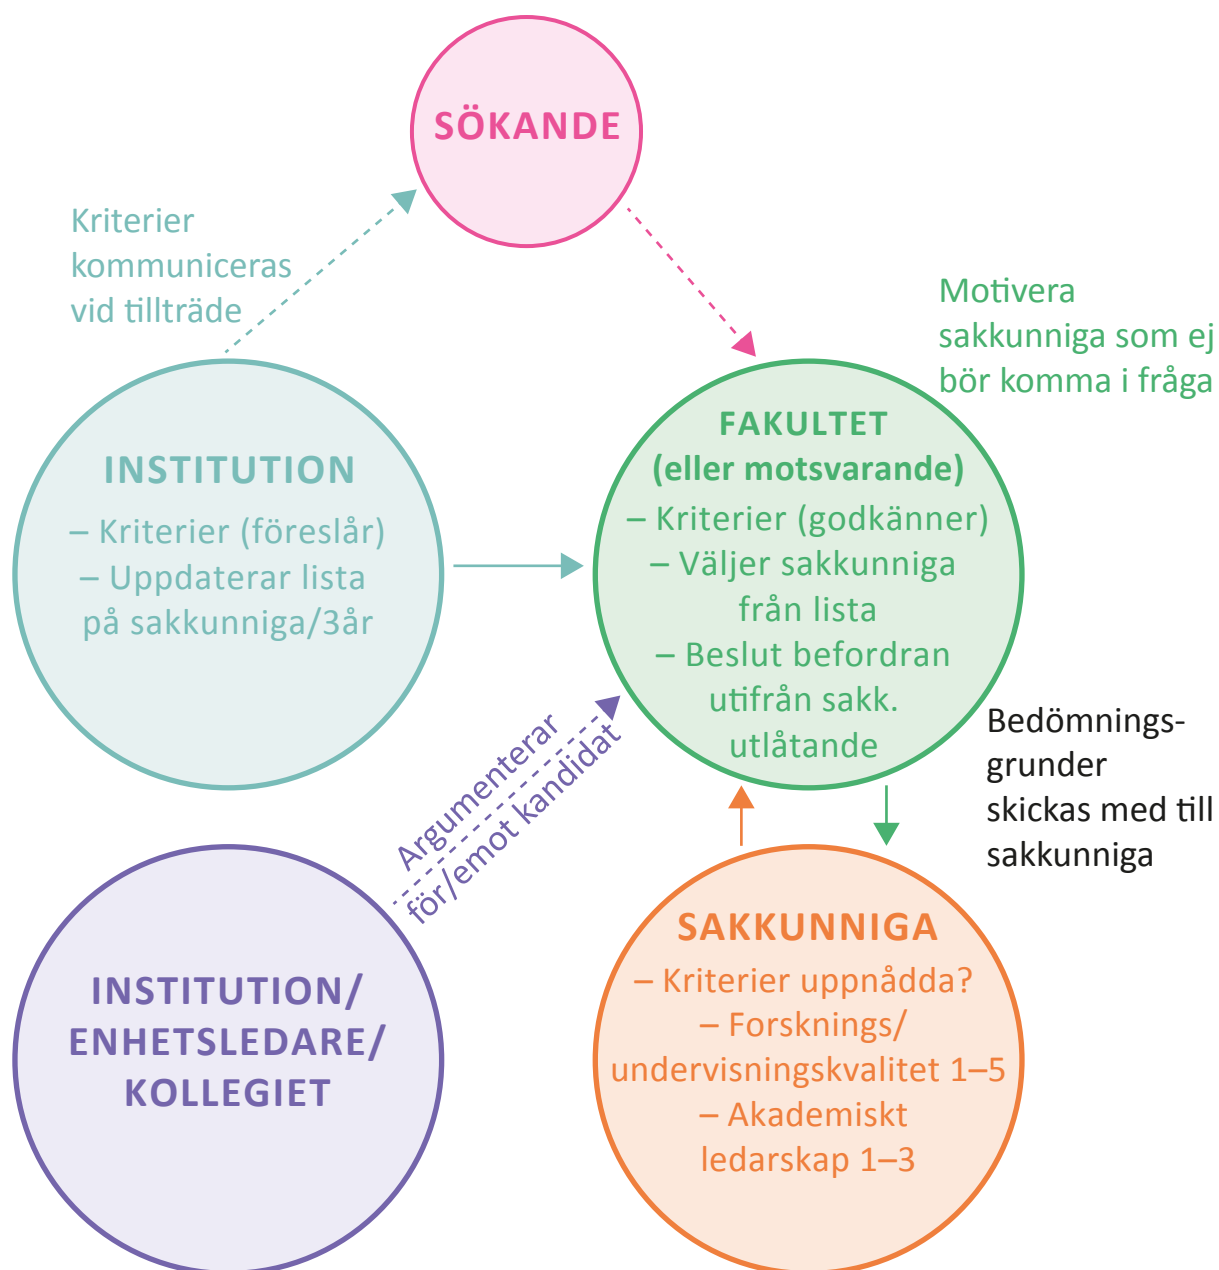 SÖKANDE
Kriterier
kommuniceras
vid tillträde
Motivera
sakkunniga som ej
bör komma i fråga
INSTITUTION
– Kriterier (föreslår)
– Uppdaterar lista
på sakkunniga/3år
FAKULTET
(eller motsvarande)
– Kriterier (godkänner)
– Väljer sakkunniga
från lista
– Beslut befordran
utifrån sakk.
utlåtande
Argumenterar
för/emot kandidat
Bedömnings-
grunder
skickas med till
sakkunniga
INSTITUTION/
ENHETSLEDARE/
KOLLEGIET
SAKKUNNIGA
– Kriterier uppnådda?
– Forsknings/
undervisningskvalitet 1–5
– Akademiskt
ledarskap 1–3